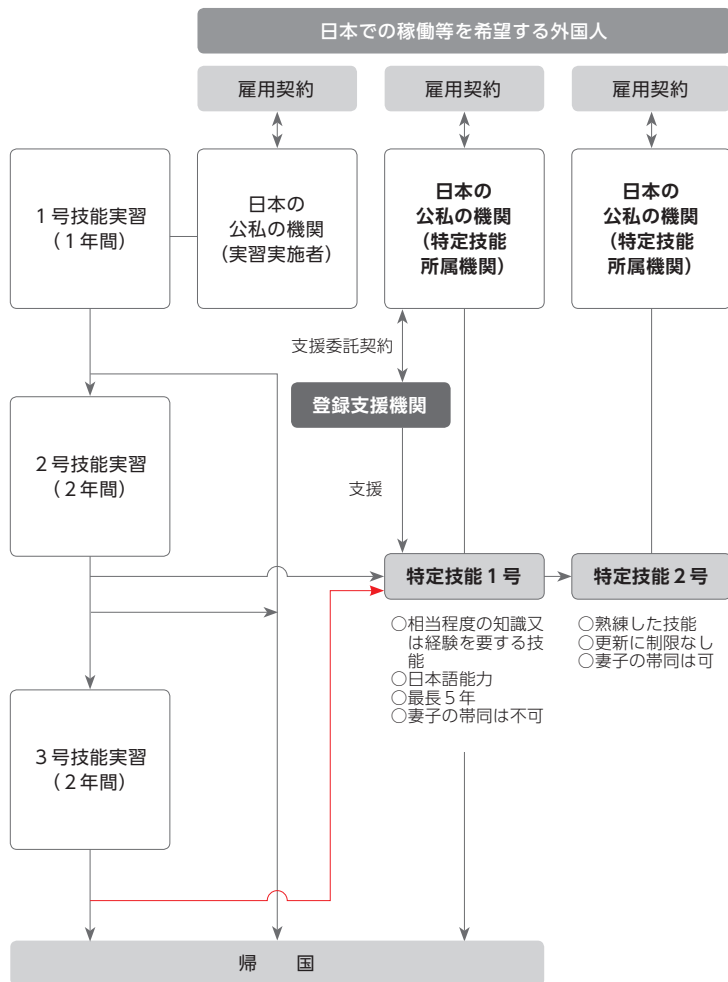 日本での稼働等を希望する外国人
雇用契約
雇用契約
雇用契約
1号技能実習
(1年間)
日本の
公私の機関
(実習実施者)
日本の
公私の機関
(特定技能
所属機関)
日本の
公私の機関
(特定技能
所属機関)
支援委託契約
登録支援機関
2号技能実習
(2年間)
支援
特定技能1号
特定技能2号
○相当程度の知識又
は経験を要する技
能
○日本語能力
○最長5年
○妻子の帯同は不可
○熟練した技能
○更新に制限なし
○妻子の帯同は可
3号技能実習
(2年間)
帰 国